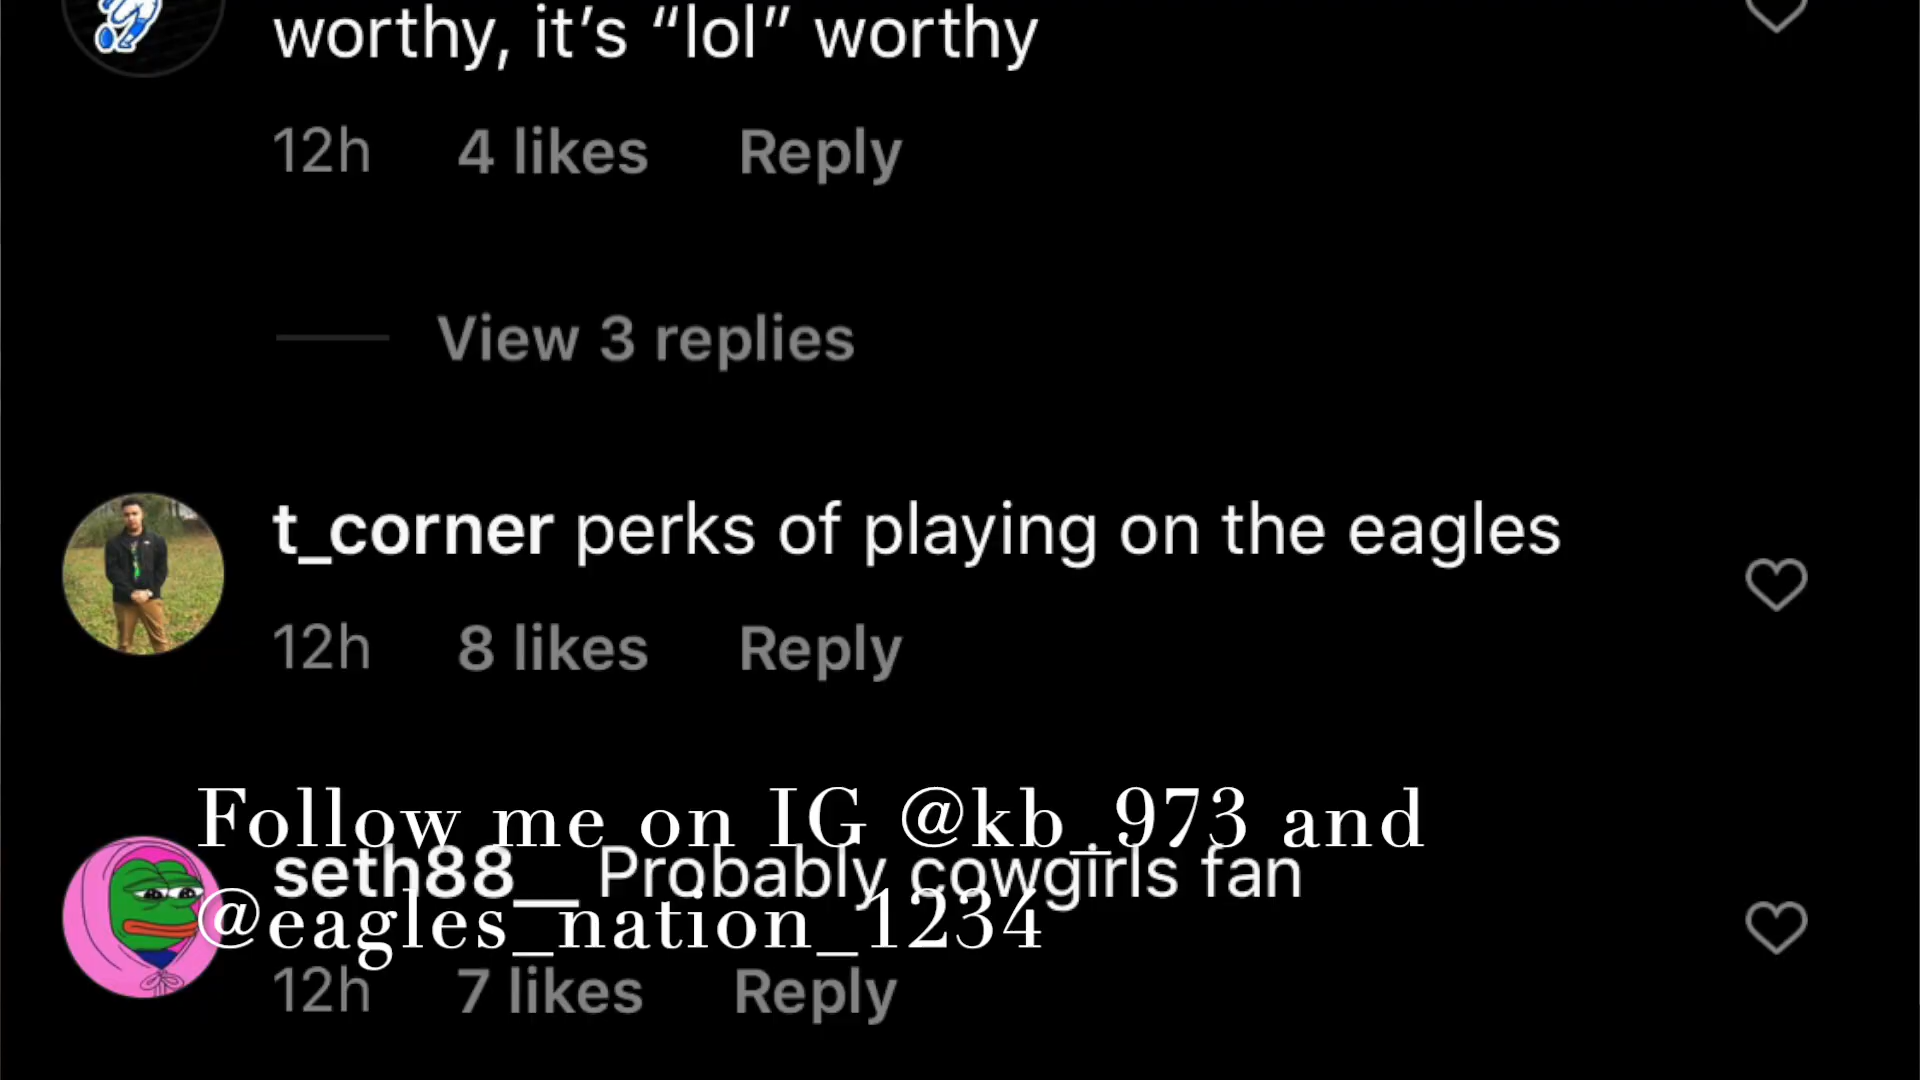 worthy, it’s “lol” worthy
12h 4 likes Reply
View 3 replies
t_corner perks of playing on the eagles
12h 8 likes Reply
Follow me on IG @kb_973 and
seth88__ Probably cowgirls fan
@eagles_nation_1234
12h 7 likes Reply